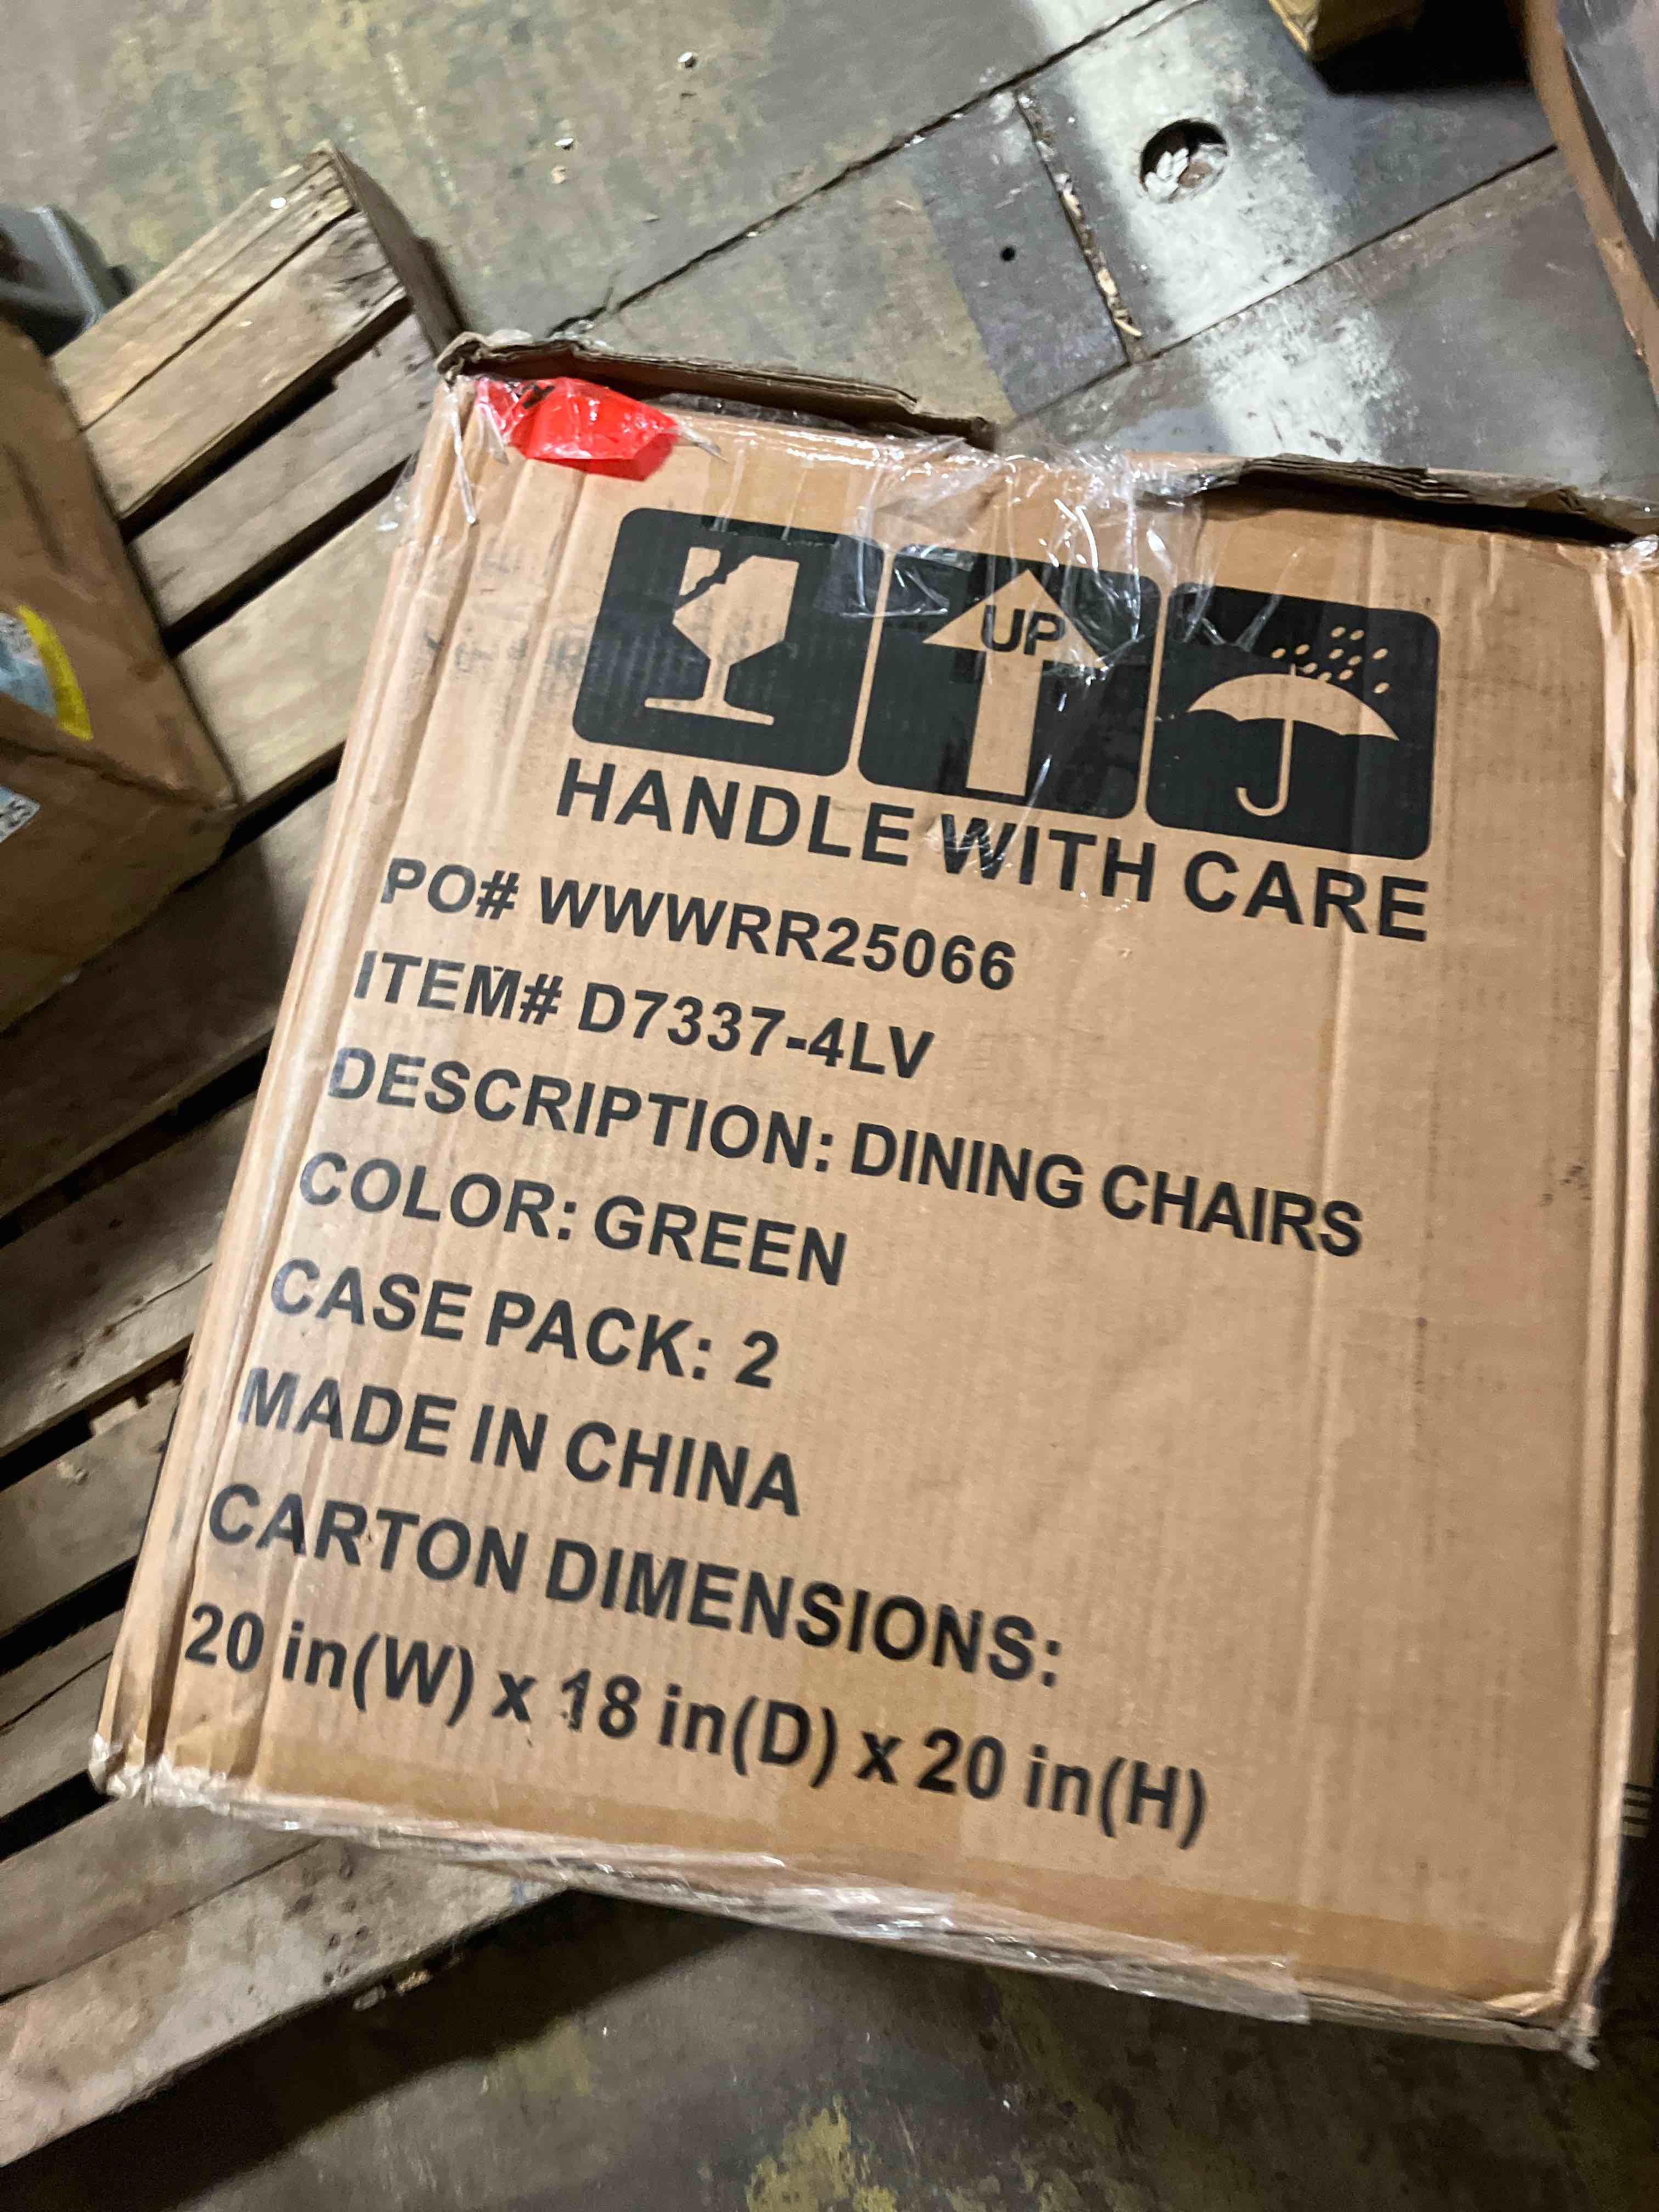 UP
HANDLE WITH CARE
PO# WWWRR25066
ITEM# D7337-4LV
DESCRIPTION: DINING CHAIRS
COLOR: GREEN
CASE PACK: 2
MADE IN CHINA
CARTON DIMENSIONS:
20 in(W) x 18 in(D) x 20 in(H)